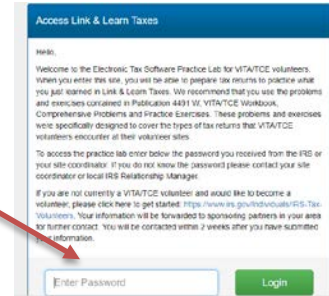 Access Link & Learn Taxes
Hello,
Welcome to the Electronic Tax Software Practice Lab for VITA/TCE volunteers.
When you enter this site, you will be able to prepare tax returns to practice what
you just learned in Link & Learn Taxes. We recommend that you use the problems
and exercises contained in Publication 4491 W, VITA/TCE Workbook,
Comprehensive Problems and Practice Exercises. These problems and exercises
were specifically designed to cover the types of tax returns that VITA/TCE
volunteers encounter at their volunteer sites.
To access the practice lab enter below the password you received from the IRS or
your site coordinator. If you do not know the password please contact your site
coordinator or local IRS Relationship Manager.
If you are not currently a VITA/TCE volunteer and would like to become a
volunteer, please click here to get started: https://www.irs.gov/Individuals/IRS-Tax-
Volunteers. Your information will be forwarded to sponsoring partners in your area
for further contact. You will be contacted within 2 weeks after you have submitted
your information.
Enter Password
Login